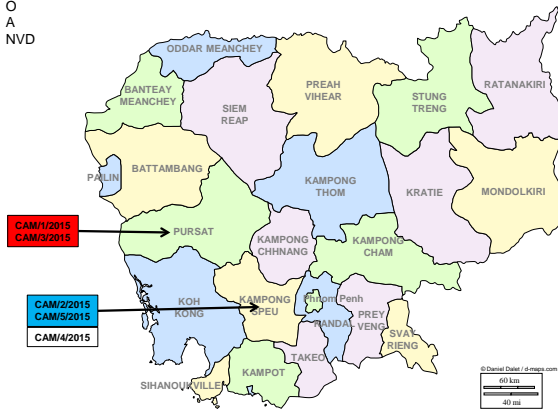 O
A
NVD
ODDAR MEANCHEY
RATANAKIRI
BANTEAY
MEANCHEY
PREAH
VIHEAR
STUNG
TRENG
SIEM
REAP
PAILIN
BATTAMBANG
KAMPONG
THOM
KRATIE
MONDOLKIRI
CAM/1/2015
CAM/3/2015
PURSAT
KAMPONG
CHHNANG
KAMPONG
CHAM
CAM/2/2015
CAM/5/2015
CAM/4/2015
KOH
KONG
KAMPONG
SPEU
Phnom Penh
KANDAL
PREY
VENG
SVAY
RIENG
TAKEO
KAMPOT
SIHANOUKVILLE
© Daniel Dalet / d-maps.com
60 km
40 mi